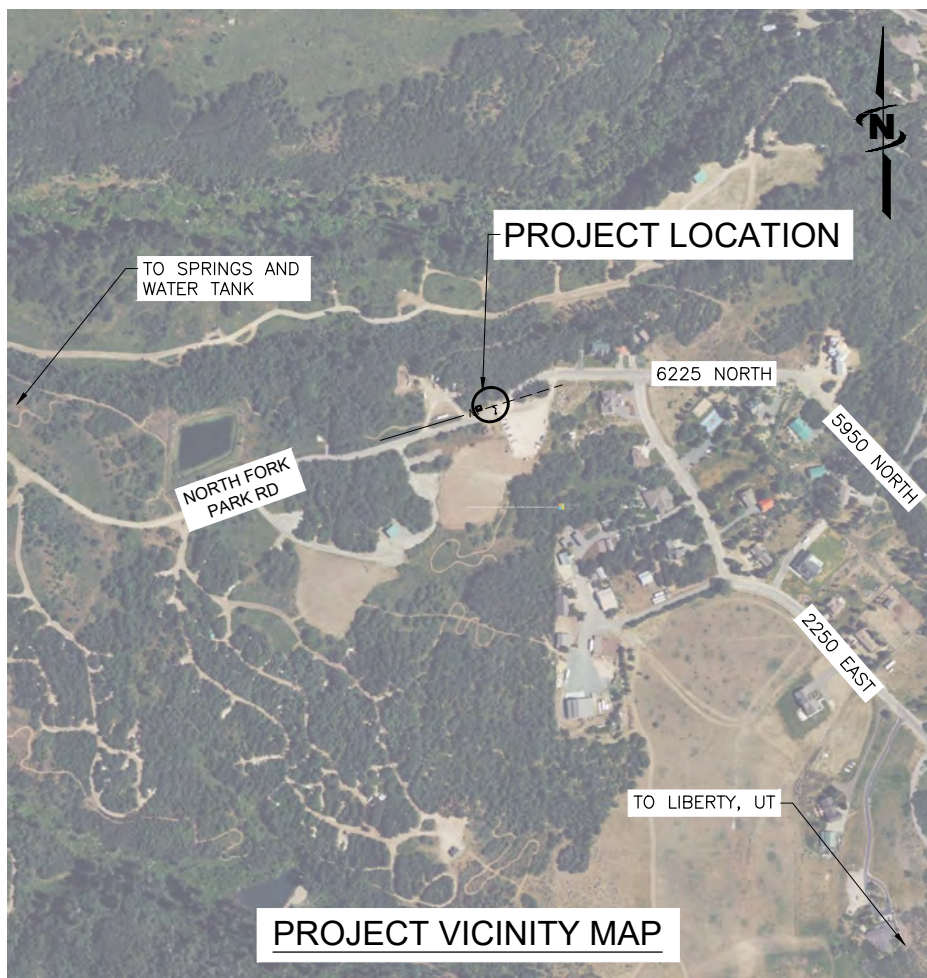 N
PROJECT LOCATION
TO SPRINGS AND
WATER TANK
6225 NORTH
5950 NORTH
NORTH FORK
PARK RD
2250 EAST
TO LIBERTY, UT
PROJECT VICINITY MAP